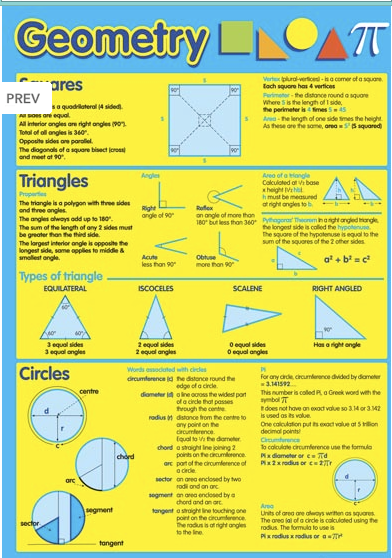 Geometry π
PREV
Squares
is a quadrilateral (4 sided).
All sides are equal.
All interior angles are right angles (90°).
Total of all angles is 360°.
Opposite sides are parallel.
The diagonals of a square bisect (cross)
and meet at 90°.
S
90° 90°
S S
90° 90°
S
Vertex (plural-vertices) - is a corner of a square.
Each square has 4 vertices
Perimeter - the distance round a square
Where S is the length of 1 side,
the perimeter is 4 times S = 4S
Area - the length of one side times the height.
As these are the same, area = S² (S squared)
Triangles
Properties
The triangle is a polygon with three sides
and three angles.
The angles always add up to 180°.
The sum of the length of any 2 sides must
be greater than the third side.
The largest interior angle is opposite the
longest side, same applies to middle &
smallest angle.
Angles
Right
angle of 90°
Reflex
an angle of more than
180° but less than 360°
Acute
less than 90°
Obtuse
more than 90°
Area of a triangle
Calculated at ½ base
x height (½ hb).
h must be measured
at right angles to b.
h h
b b
Pythagoras' Theorem in a right angled triangle,
the longest side is called the hypotenuse.
The square of the hypotenuse is equal to the
sum of the squares of the 2 other sides.
a c
b
a² + b² = c²
Types of triangle
EQUILATERAL
60°
60° 60°
3 equal sides
3 equal angles
ISCOCELES
2 equal sides
2 equal angles
SCALENE
0 equal sides
0 equal angles
RIGHT ANGLED
90°
Has a right angle
Circles
centre
d
r
c
chord
arc
segment
sector
tangent
Words associated with circles
circumference (c) the distance round the
edge of a circle.
diameter (d) a line across the widest part
of a circle that passes
through the centre.
radius (r) distance from the centre to
any point on the
circumference.
Equal to ½ the diameter.
chord a straight line joining 2
points on the circumference.
arc part of the circumference of
a circle.
sector an area enclosed by two
radii and an arc.
segment an area enclosed by a
chord and an arc.
tangent a straight line touching one
point on the circumference.
The radius is at right angles
to the line.
Pi
For any circle, circumference divided by diameter
= 3.141592....
This number is called Pi, a Greek word with the
symbol π
It does not have an exact value so 3.14 or 3.142
is used as its value.
One calculation put its exact value at 5 trillion
decimal points!
Circumference
To calculate circumference use the formula
Pi x diameter or c = πd
Pi x 2 x radius or c = 2πr
d
r
c
Area
Units of area are always written as squares.
The area (a) of a circle is calculated using the
radius. The formula to use is
Pi x radius x radius or a = πr²